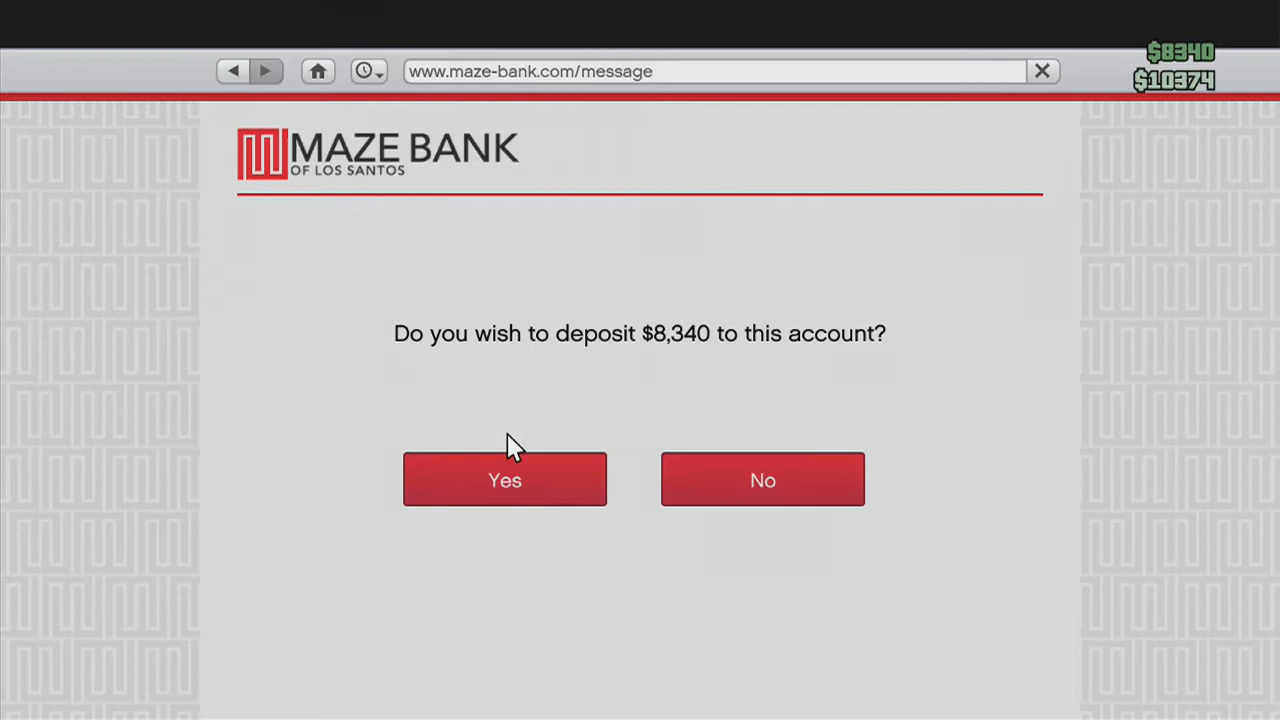 $8340
www.maze-bank.com/message
$10374
MAZE BANK
OF LOS SANTOS
Do you wish to deposit $8,340 to this account?
Yes
No